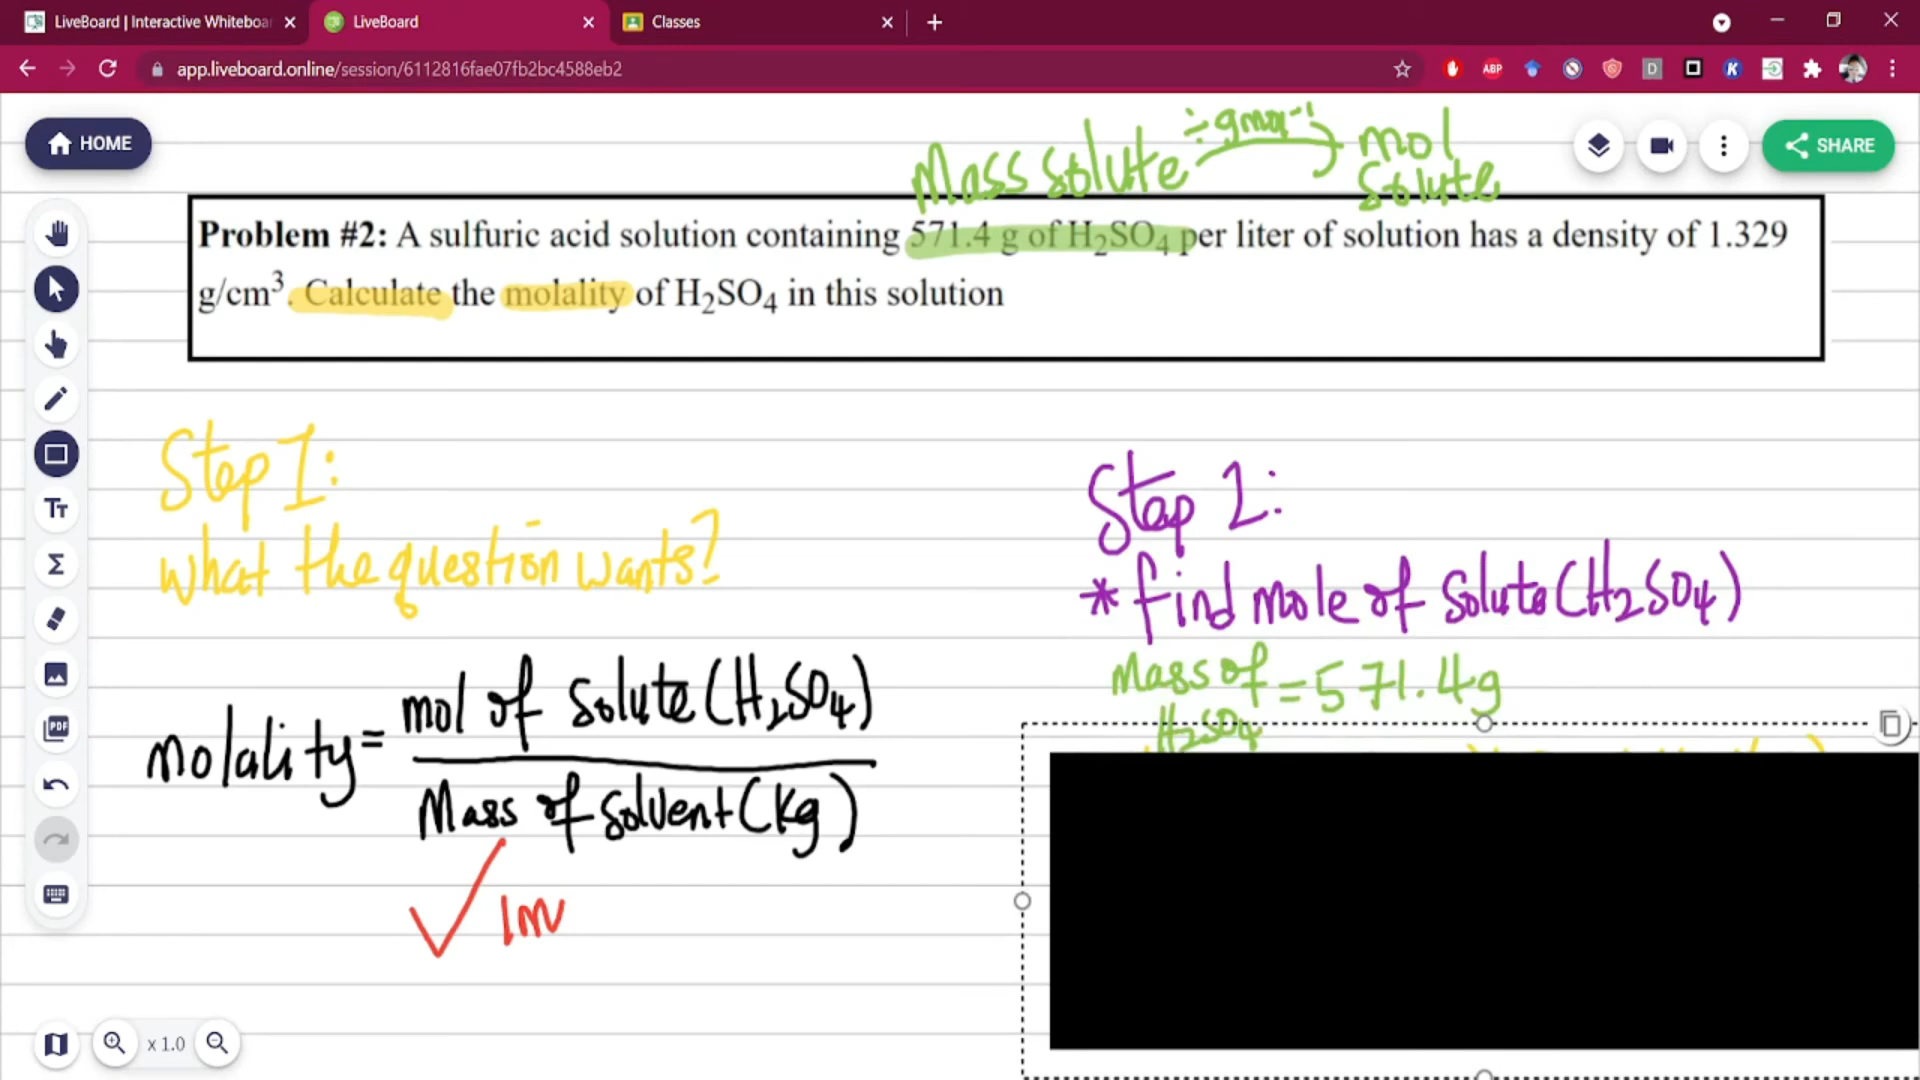 LiveBoard | Interactive Whiteboa
LiveBoard
Classes
app.liveboard.online/session/6112816fae07fb2bc4588eb2
ABP
D
K
HOME
SHARE
Mass solute ÷ gmol⁻¹ mol
solute
Problem #2: A sulfuric acid solution containing 571.4 g of H₂SO₄ per liter of solution has a density of 1.329
g/cm³. Calculate the molality of H₂SO₄ in this solution
Step 1:
What the question wants?
molality = mol of solute (H₂SO₄)
Mass of solvent (kg)
1m
Step 2:
* find mole of solute (H₂SO₄)
Mass of = 571.4g
H₂SO₄
TT
Σ
PDF
x 1.0